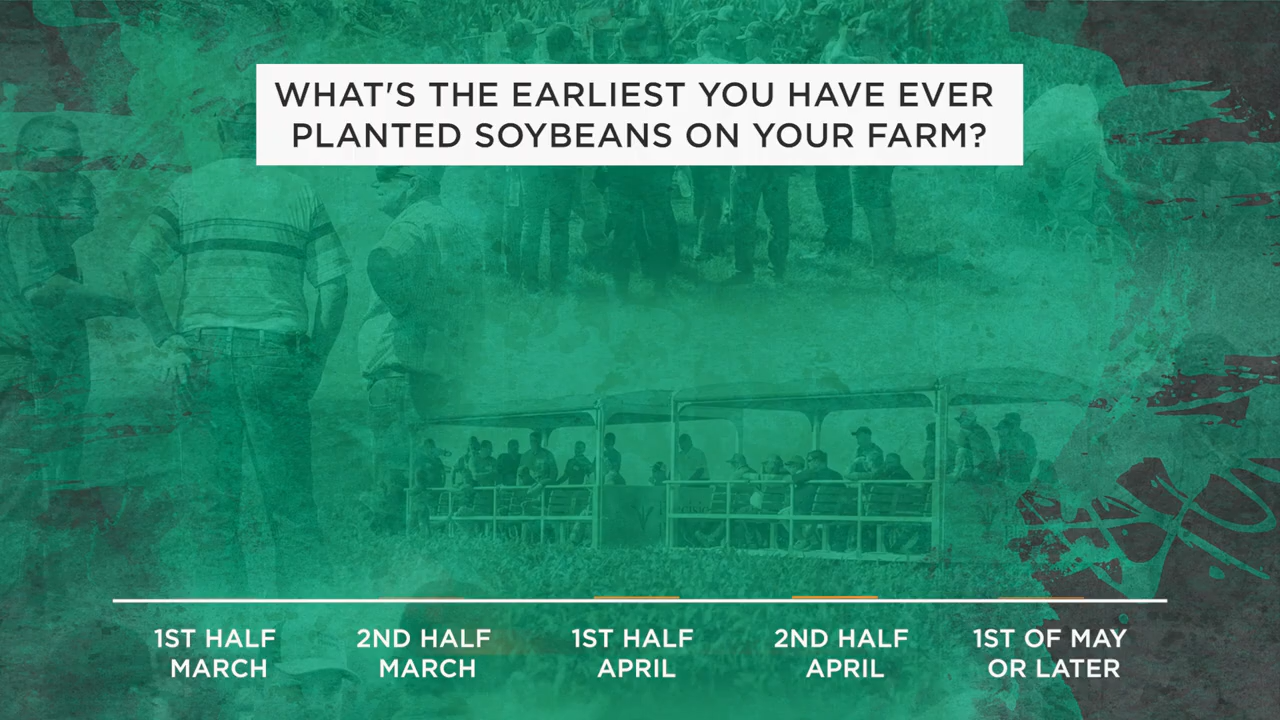 WHAT'S THE EARLIEST YOU HAVE EVER
PLANTED SOYBEANS ON YOUR FARM?
1ST HALF
MARCH
2ND HALF
MARCH
1ST HALF
APRIL
2ND HALF
APRIL
1ST OF MAY
OR LATER